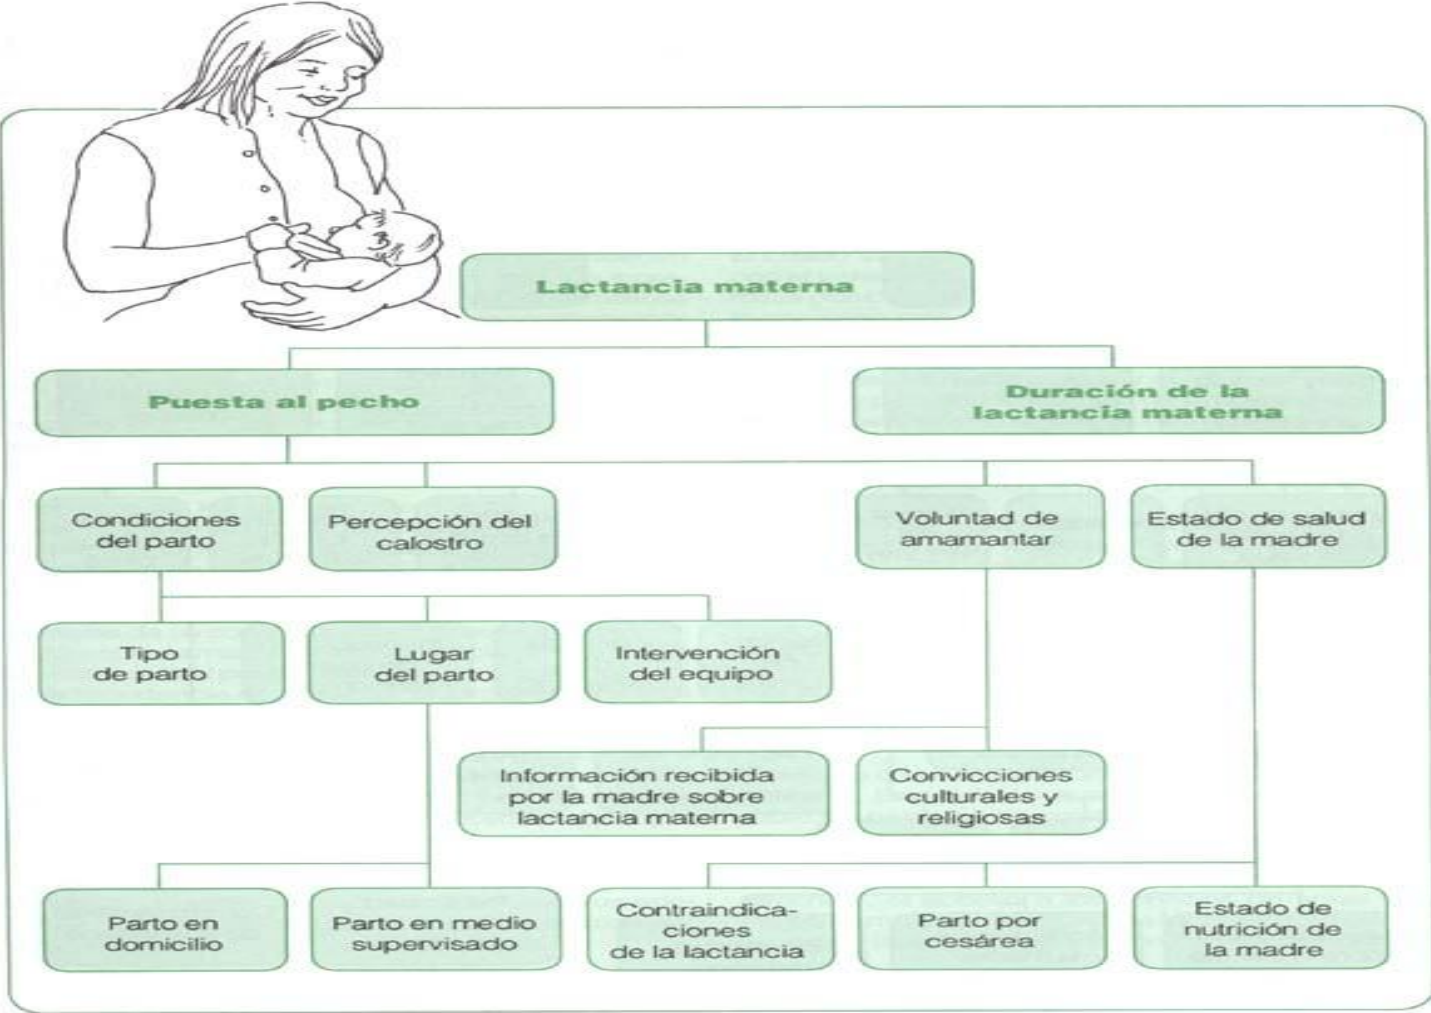 Lactancia materna
Puesta al pecho
Duración de la
lactancia materna
Condiciones
del parto
Percepción del
calostro
Voluntad de
amamantar
Estado de salud
de la madre
Tipo
de parto
Lugar
del parto
Intervención
del equipo
Información recibida
por la madre sobre
lactancia materna
Convicciones
culturales y
religiosas
Parto en
domicilio
Parto en medio
supervisado
Contraindica-
ciones
de la lactancia
Parto por
cesárea
Estado de
nutrición de
la madre